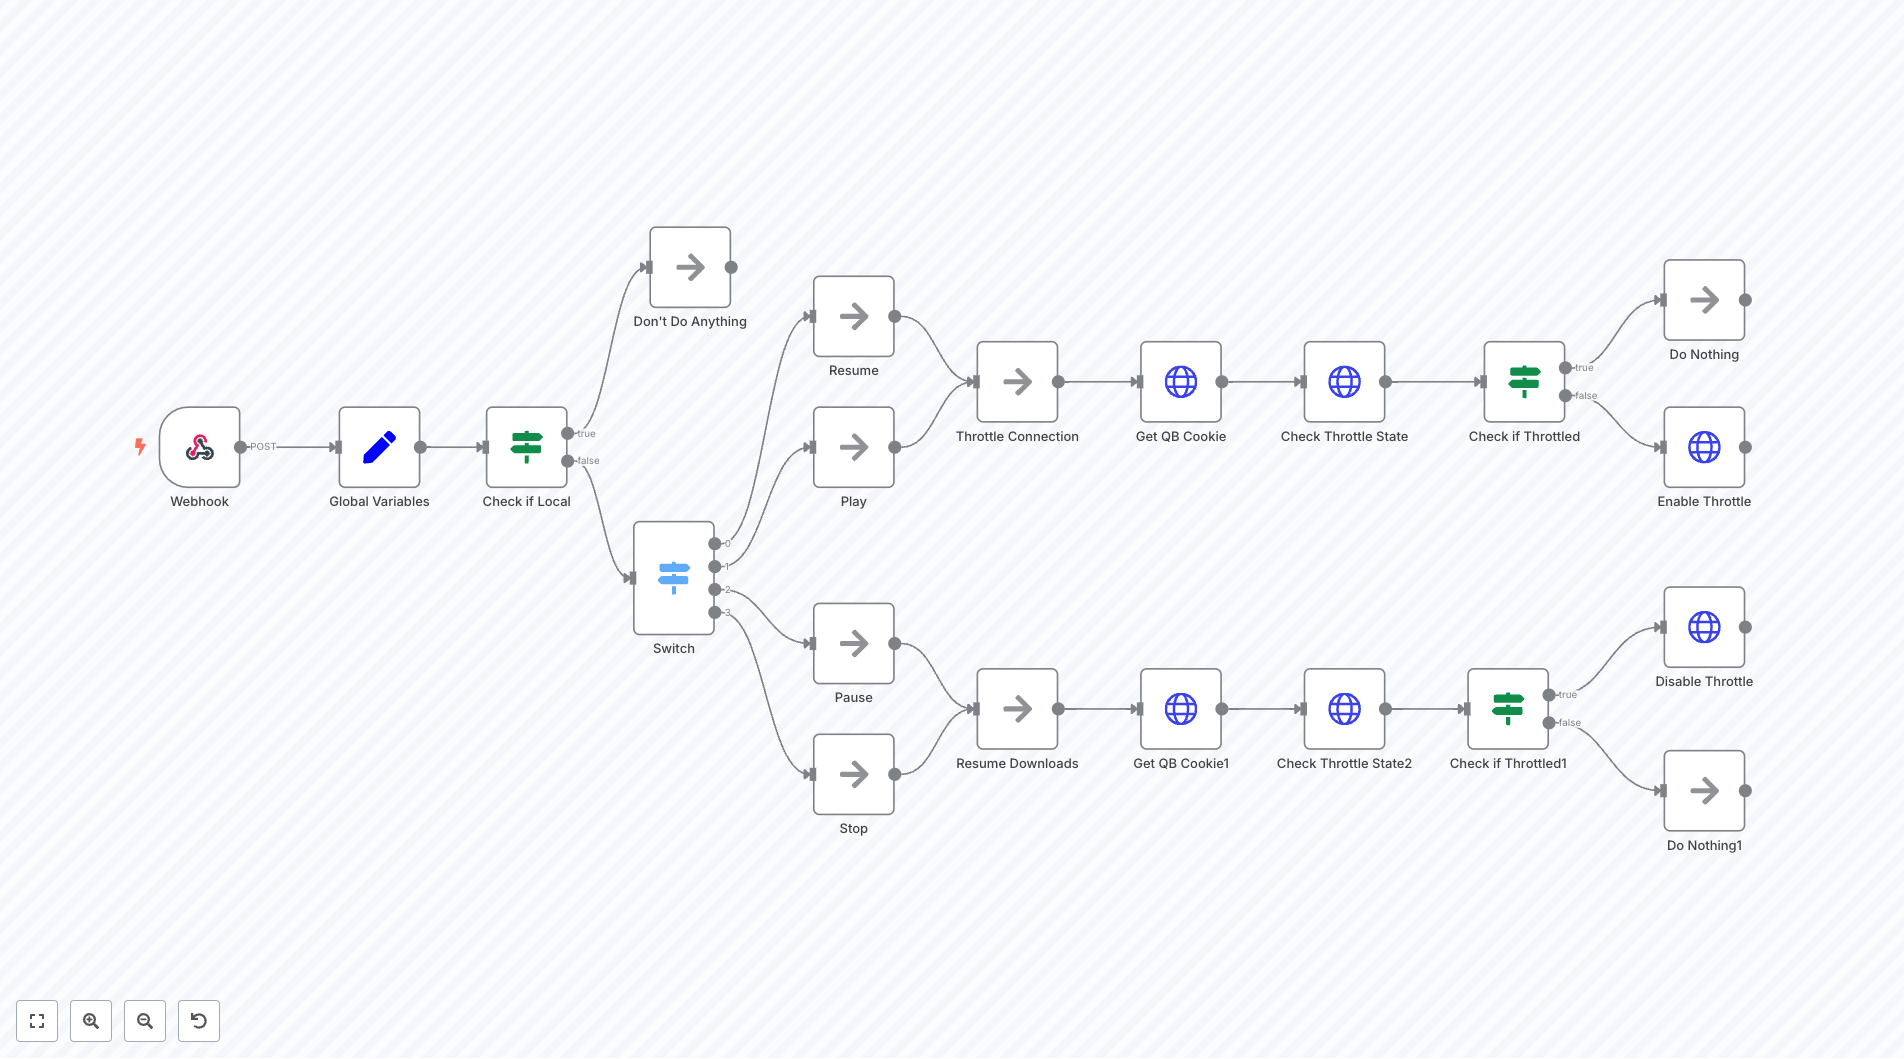 Webhook
POST
Global Variables
Check if Local
true
false
Don't Do Anything
Switch
0
1
2
3
Resume
Play
Throttle Connection
Get QB Cookie
Check Throttle State
Check if Throttled
true
false
Do Nothing
Enable Throttle
Pause
Stop
Resume Downloads
Get QB Cookie1
Check Throttle State2
Check if Throttled1
true
false
Disable Throttle
Do Nothing1